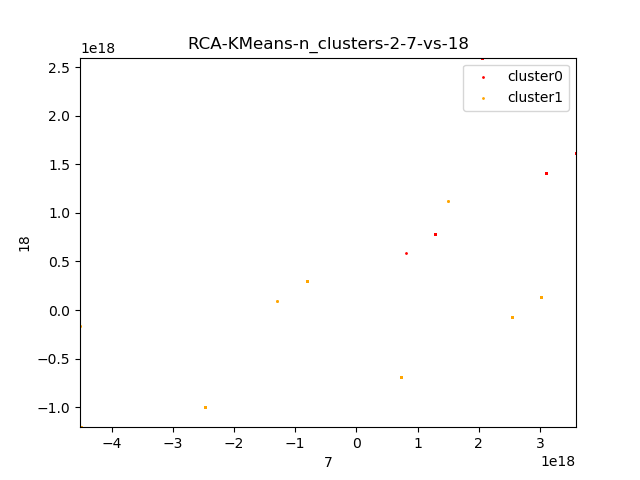 RCA-KMeans-n_clusters-2-7-vs-18
1e18
cluster0
cluster1
2.5
2.0
1.5
1.0
0.5
0.0
−0.5
−1.0
18
−4 −3 −2 −1 0 1 2 3
7
1e18